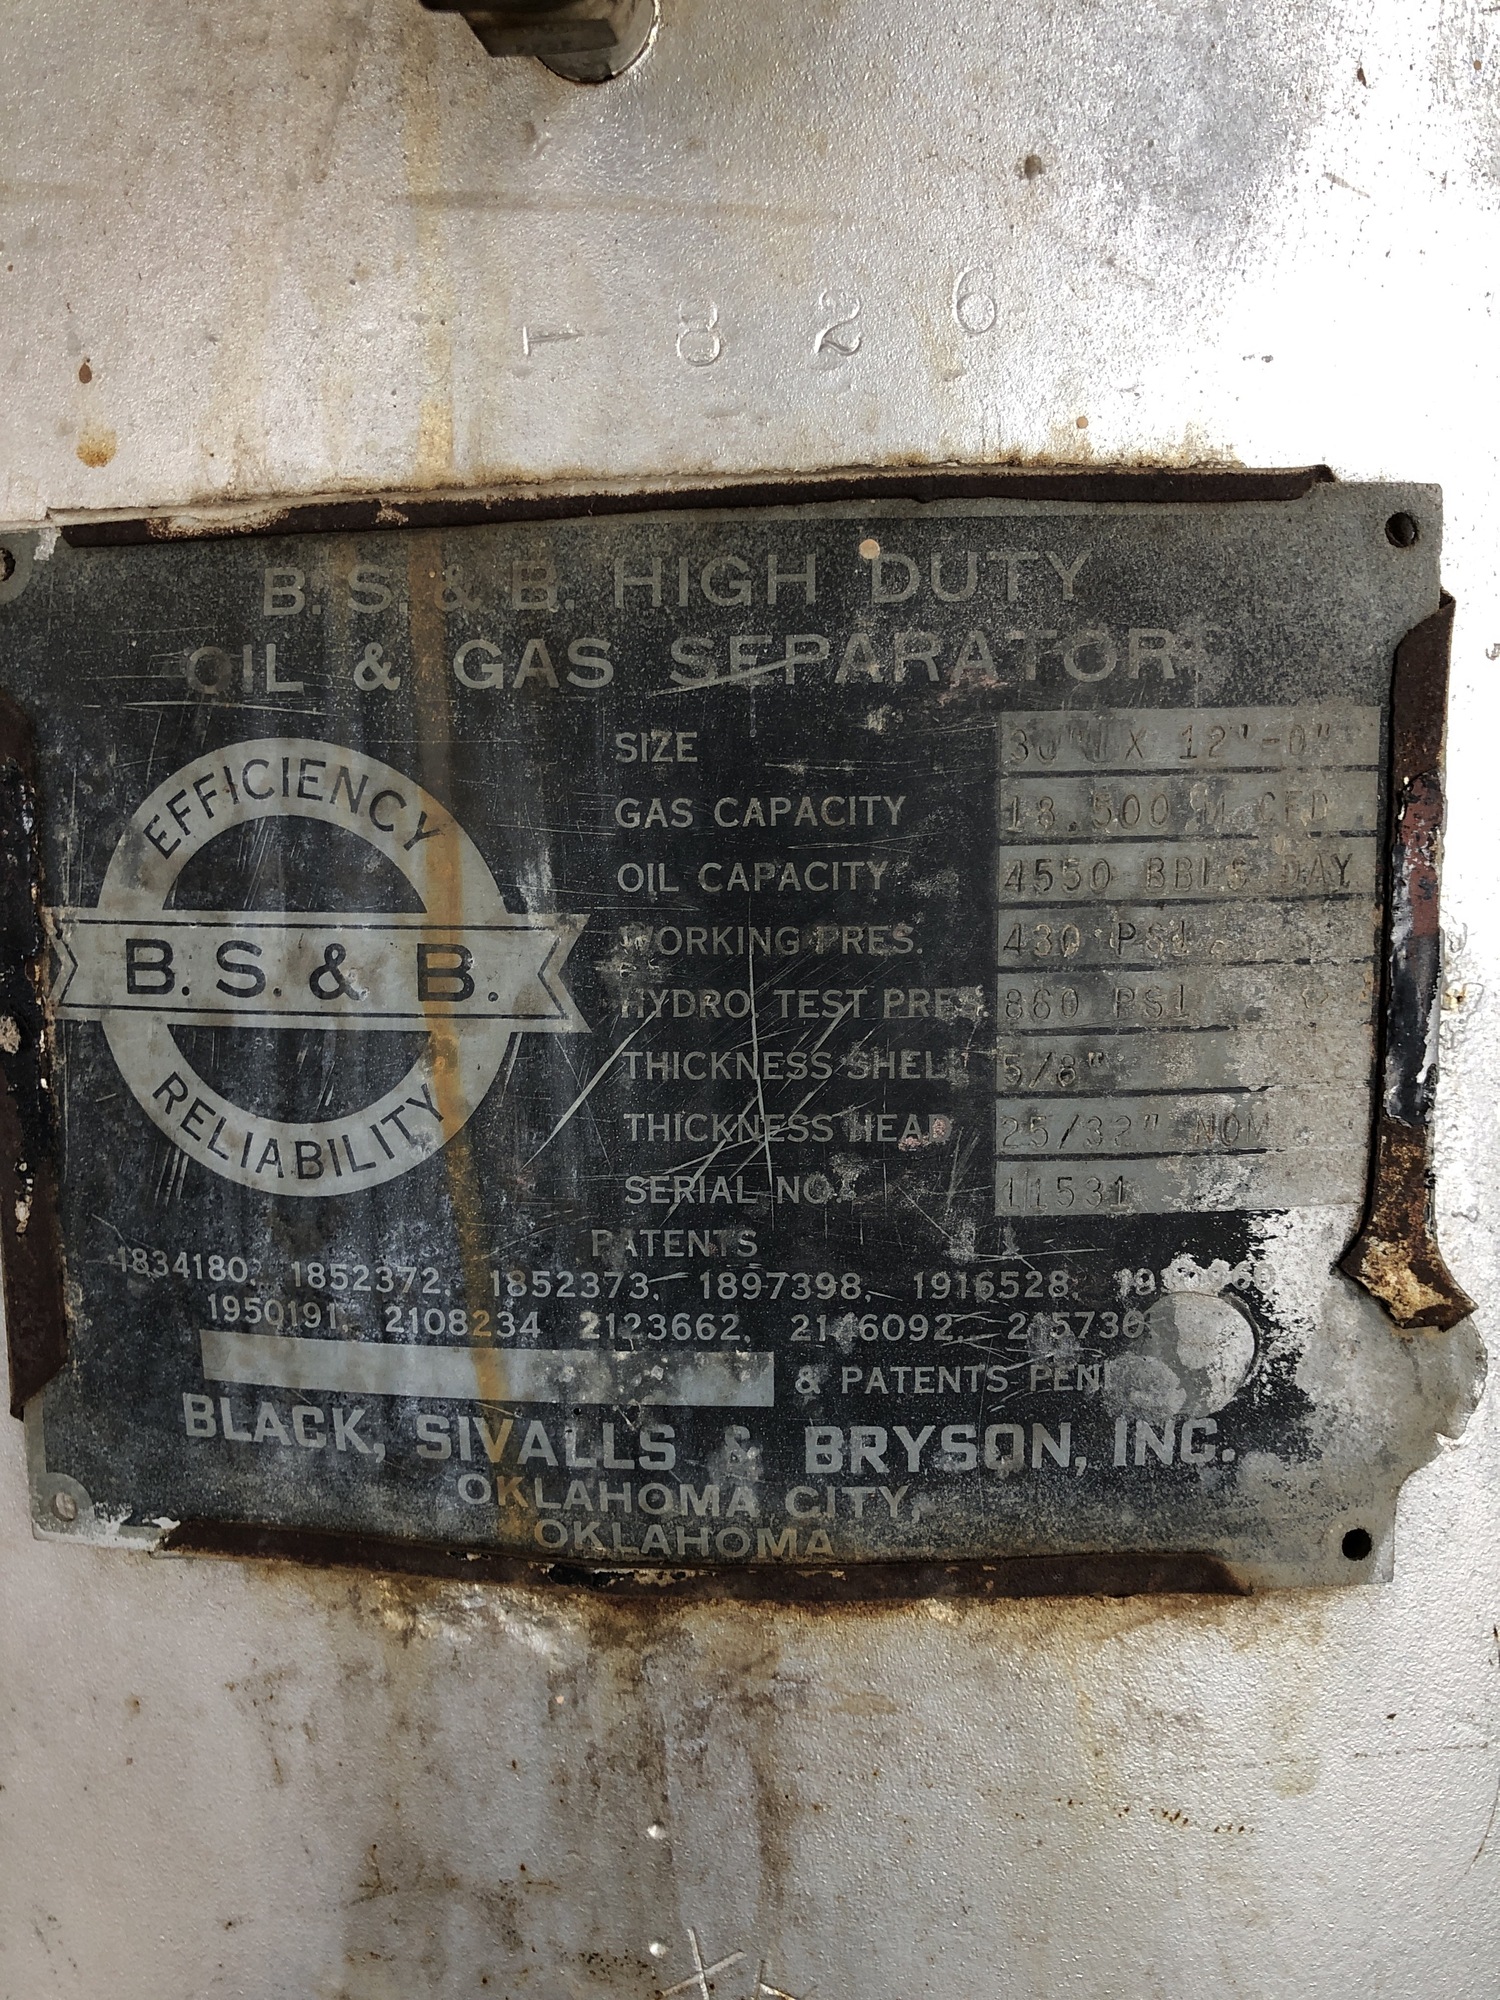 1826
B. S. & B. HIGH DUTY
OIL & GAS SEPARATOR
EFFICIENCY
B. S. & B.
RELIABILITY
SIZE 30" X 12'-0"
GAS CAPACITY 18,500 M CFD
OIL CAPACITY 4550 BBLS DAY
WORKING PRES. 430 PSI
HYDRO. TEST PRES. 860 PSI
THICKNESS SHELL 5/8"
THICKNESS HEAD 25/32" NOM
SERIAL NO. 11531
PATENTS
1834180, 1852372, 1852373, 1897398, 1916528,
1950191, 2108234 2123662, 2146092,
& PATENTS
BLACK, SIVALLS & BRYSON, INC.
OKLAHOMA CITY,
OKLAHOMA